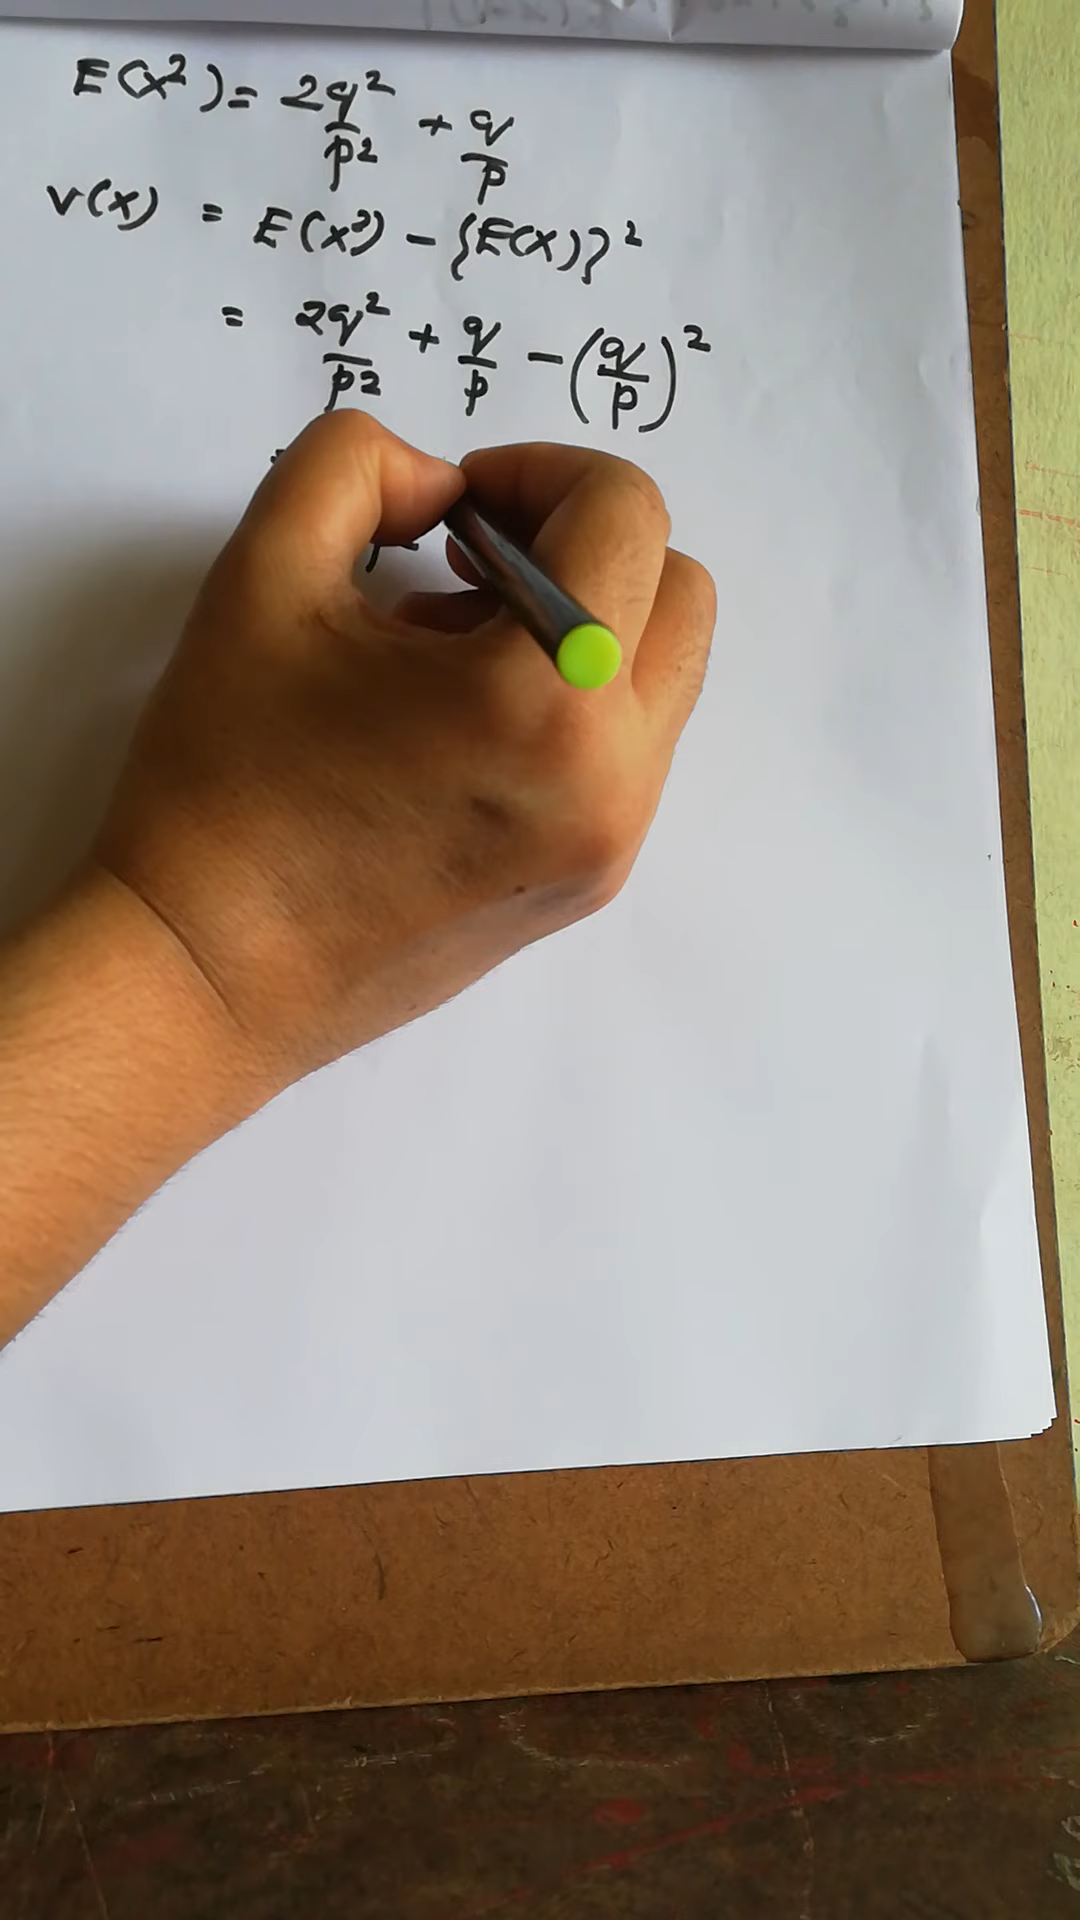 E(x²) = 2q²/p² + q/p
V(x) = E(x²) - {E(x)}²
= 2q²/p² + q/p - (q/p)²